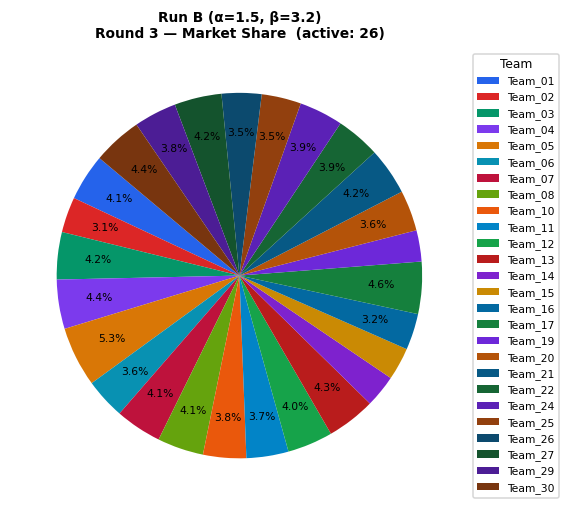 Run B (α=1.5, β=3.2)
Round 3 — Market Share  (active: 26)
4.1%
3.1%
4.2%
4.4%
5.3%
3.6%
4.1%
4.1%
3.8%
3.7%
4.0%
4.3%
3.2%
4.6%
3.6%
4.2%
3.9%
3.9%
3.5%
3.5%
4.2%
3.8%
4.4%
Team
Team_01
Team_02
Team_03
Team_04
Team_05
Team_06
Team_07
Team_08
Team_10
Team_11
Team_12
Team_13
Team_14
Team_15
Team_16
Team_17
Team_19
Team_20
Team_21
Team_22
Team_24
Team_25
Team_26
Team_27
Team_29
Team_30